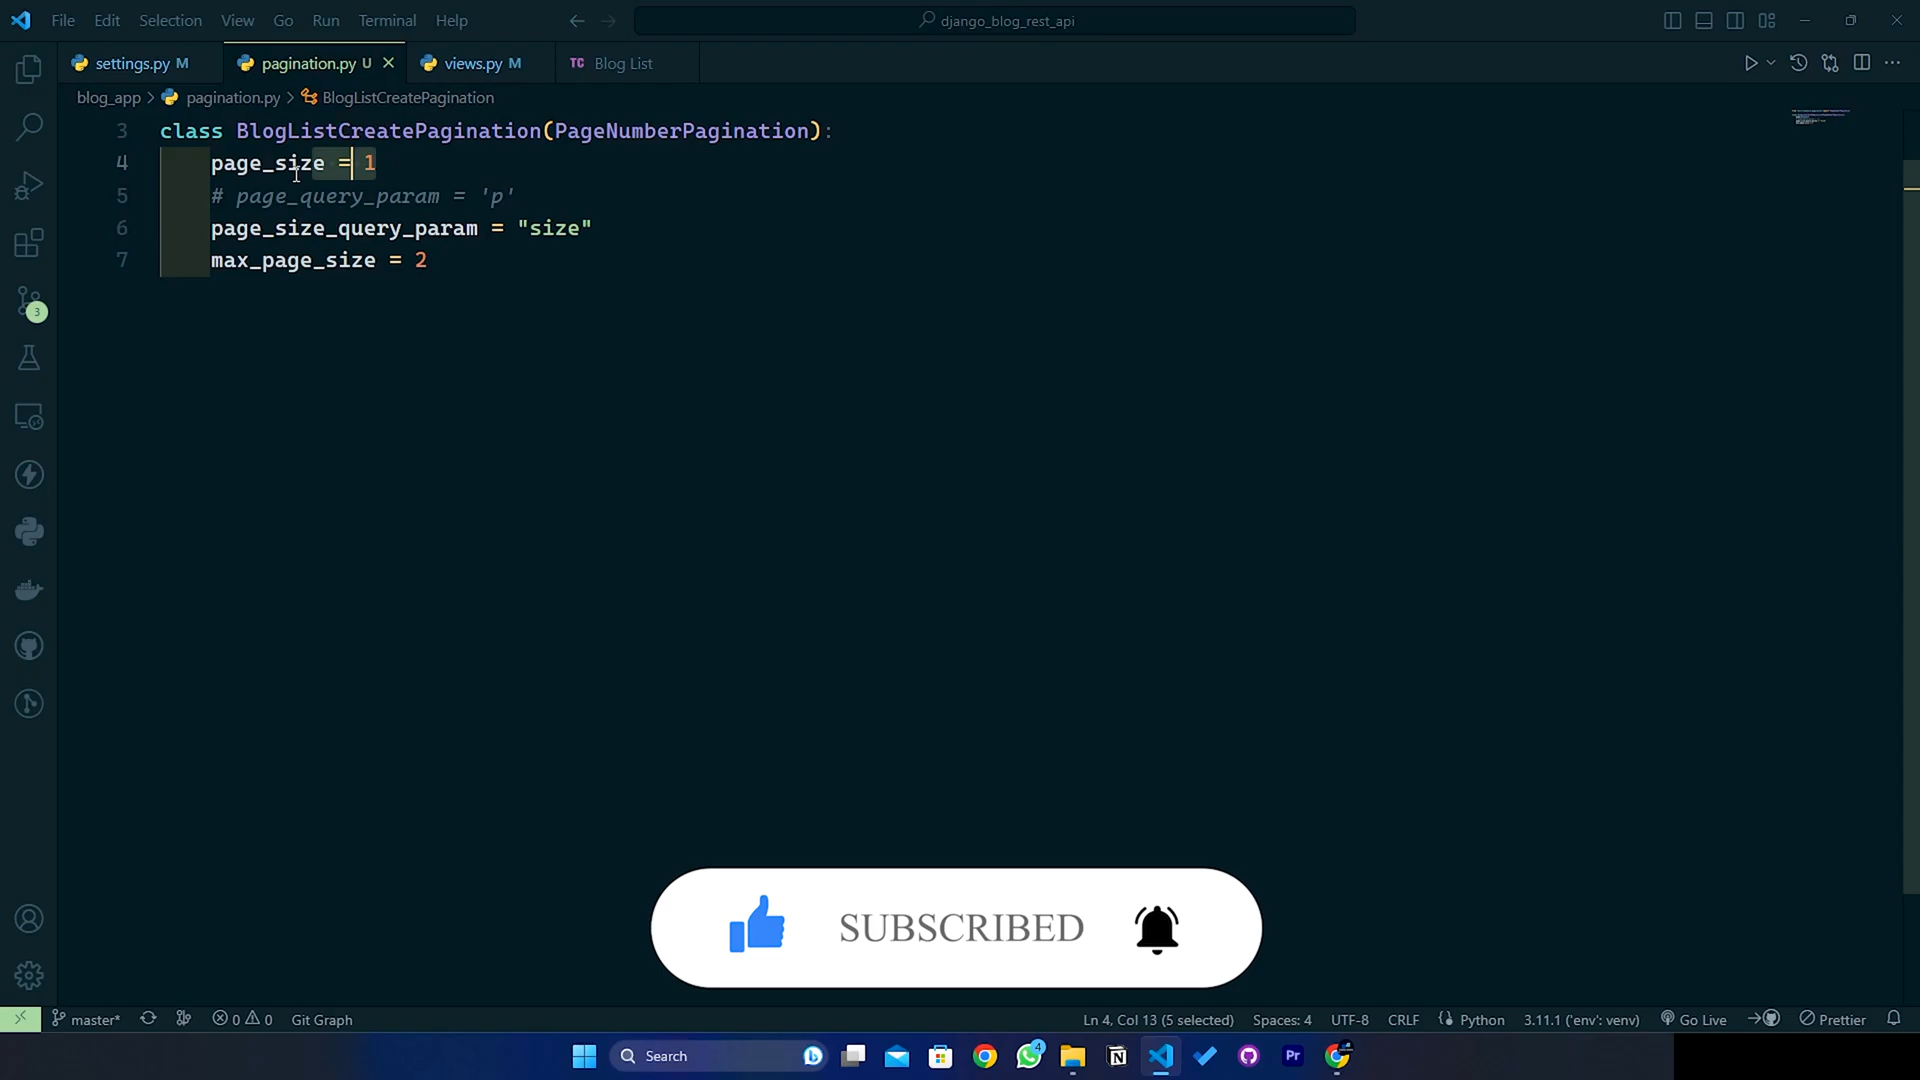 File Edit Selection View Go Run Terminal Help
django_blog_rest_api
settings.py M
pagination.py U
views.py M
TC Blog List
blog_app > pagination.py > BlogListCreatePagination
3 class BlogListCreatePagination(PageNumberPagination):
4 page_size = 1
5 # page_query_param = 'p'
6 page_size_query_param = "size"
7 max_page_size = 2
3
SUBSCRIBED
master* 0 0 Git Graph
Ln 4, Col 13 (5 selected) Spaces: 4 UTF-8 CRLF Python 3.11.1 ('env': venv) Go Live Prettier
Search
4
N
Pr